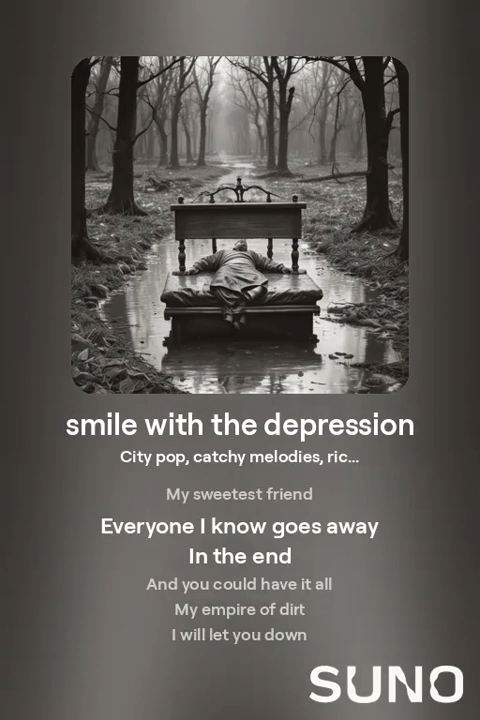 smile with the depression
City pop, catchy melodies, ric...
My sweetest friend
Everyone I know goes away
In the end
And you could have it all
My empire of dirt
I will let you down
SUNO